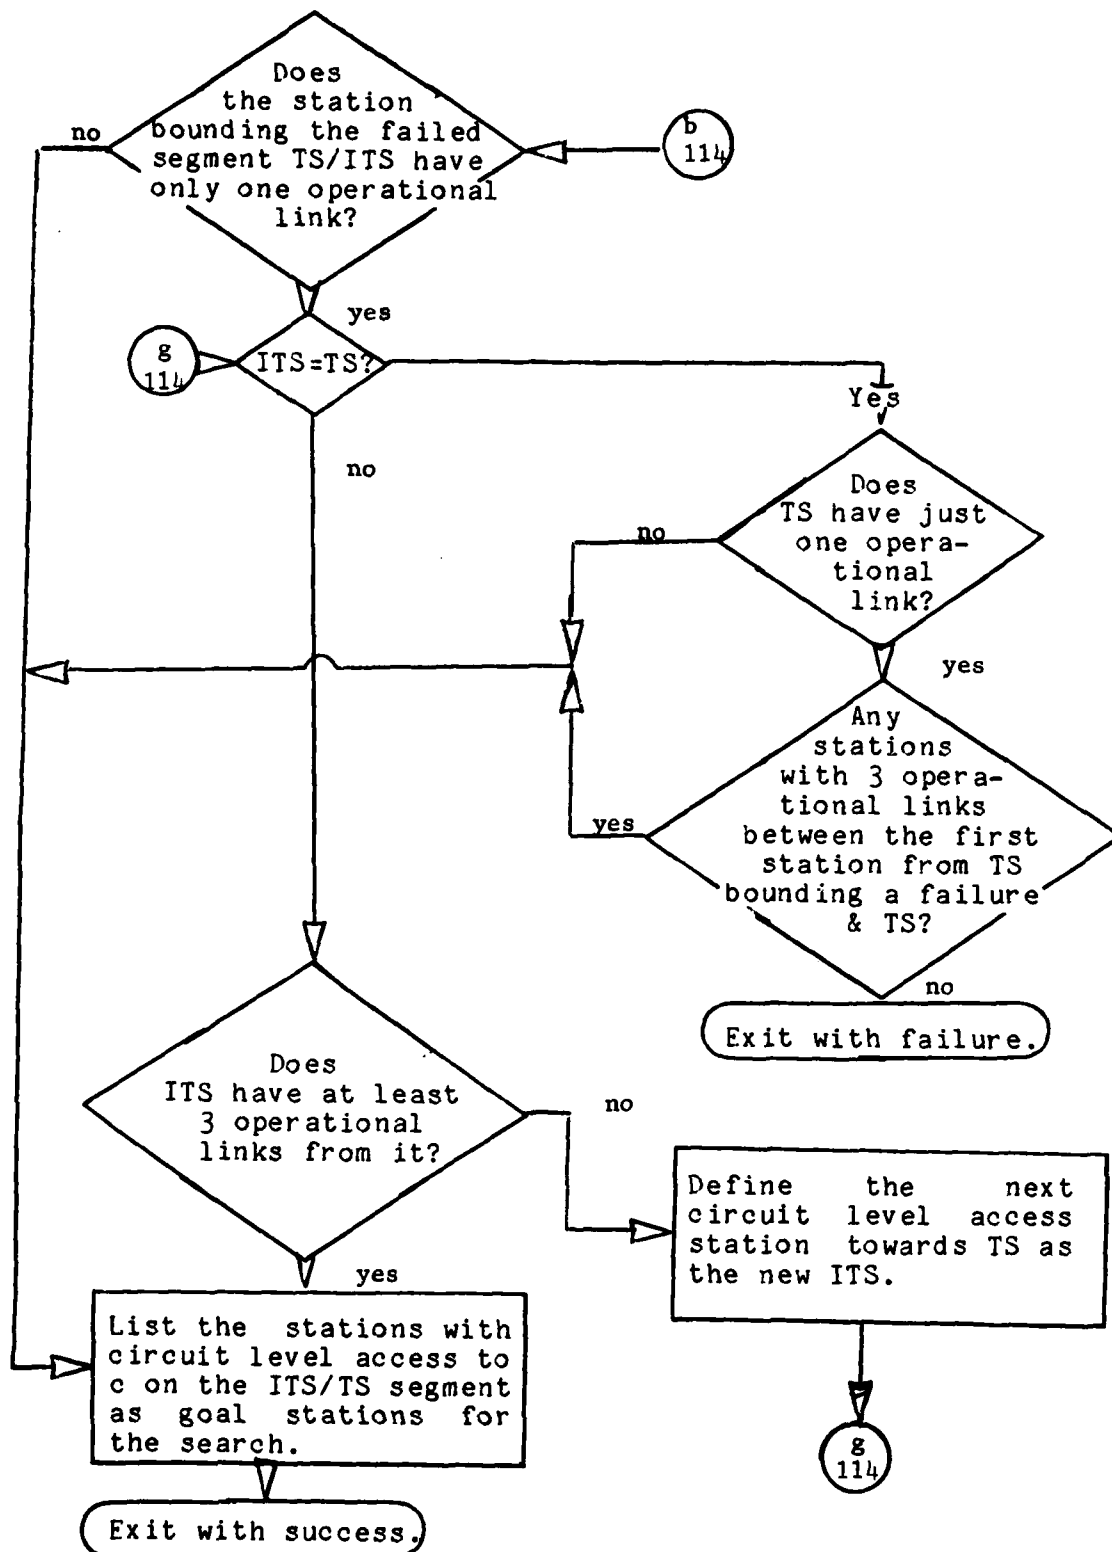 Does
the station
bounding the failed
segment TS/ITS have
only one operational
link?
no
b
114
yes
g
114
ITS=TS?
Yes
no
Does
TS have just
one opera-
tional
link?
no
yes
Any
stations
with 3 opera-
tional links
between the first
station from TS
bounding a failure
& TS?
yes
no
Exit with failure.
Does
ITS have at least
3 operational
links from it?
no
yes
Define the next
circuit level access
station towards TS as
the new ITS.
List the stations with
circuit level access to
c on the ITS/TS segment
as goal stations for
the search.
g
114
Exit with success.